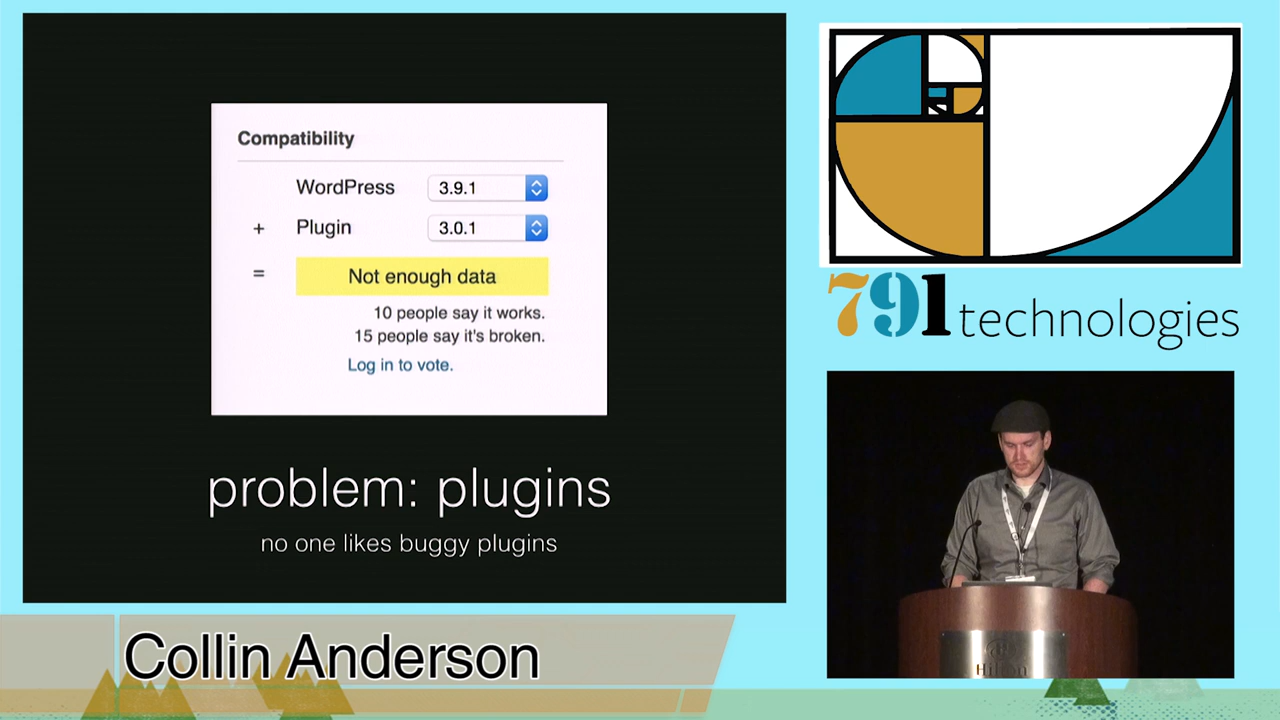 Compatibility
WordPress 3.9.1
+ Plugin 3.0.1
= Not enough data
10 people say it works.
15 people say it's broken.
Log in to vote.
problem: plugins
no one likes buggy plugins
791 technologies
Hilton
Collin Anderson